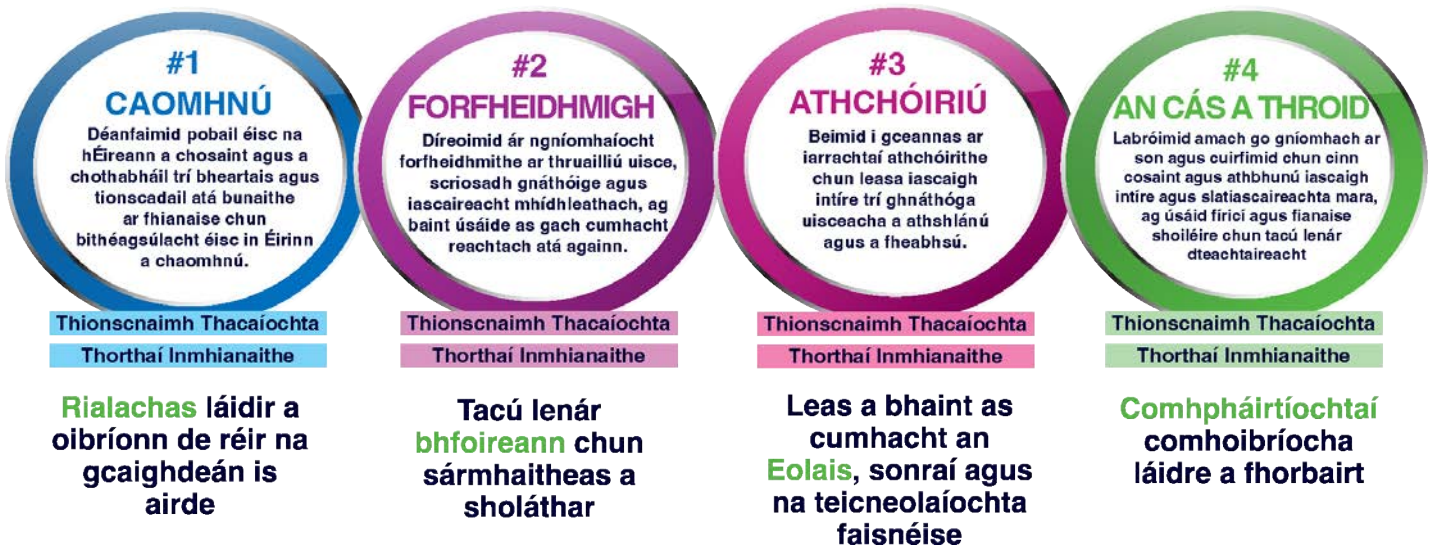 #1
CAOMHNÚ
Déanfaimid pobail éisc na
hÉireann a chosaint agus a
chothabháil trí bheartais agus
tionscadail atá bunaithe
ar fhianaise chun
bithéagsúlacht éisc in Éirinn
a chaomhnú.
Thionscnaimh Thacaíochta
Thorthaí Inmhianaithe
Rialachas láidir a
oibríonn de réir na
gcaighdeán is
airde
#2
FORFHEIDHMIGH
Díreoimid ár ngníomhaíocht
forfheidhmithe ar thruailliú uisce,
scriosadh gnáthóige agus
iascaireacht mhídhleathach, ag
baint úsáide as gach cumhacht
reachtach atá againn.
Thionscnaimh Thacaíochta
Thorthaí Inmhianaithe
Tacú lenár
bhfoireann chun
sármhaitheas a
sholáthar
#3
ATHCHÓIRIÚ
Beimid i gceannas ar
iarrachtaí athchóirithe
chun leasa iascaigh
intíre trí ghnáthóga
uisceacha a athshlánú
agus a fheabhsú.
Thionscnaimh Thacaíochta
Thorthaí Inmhianaithe
Leas a bhaint as
cumhacht an
Eolais, sonraí agus
na teicneolaíochta
faisnéise
#4
AN CÁS A THROID
Labróimid amach go gníomhach ar
son agus cuirfimid chun cinn
cosaint agus athbhunú iascaigh
intíre agus slatiascaireachta mara,
ag úsáid fíricí agus fianaise
shoiléire chun tacú lenár
dteachtaireacht
Thionscnaimh Thacaíochta
Thorthaí Inmhianaithe
Comhpháirtíochtaí
comhoibríocha
láidre a fhorbairt